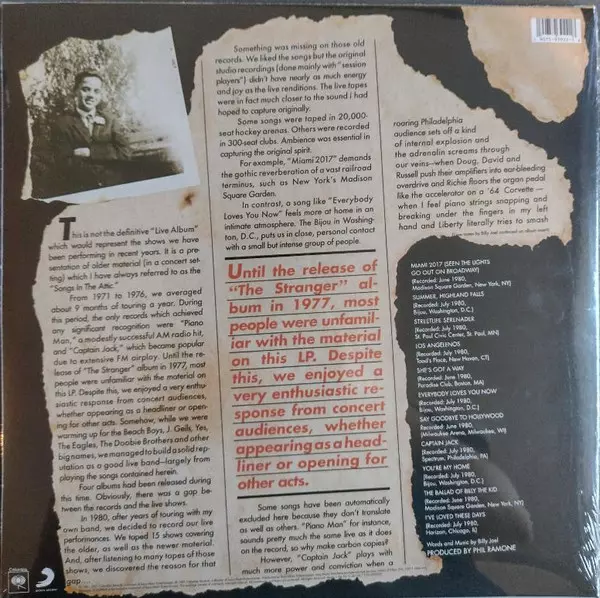 This is not the definitive "Live Album"
which would represent the shows we have
been performing in recent years. It is a pre-
sentation of older material (in a concert set-
ting) which I have always referred to as the
"Songs In The Attic."
From 1971 to 1976, we averaged
about 9 months of touring a year. During
this period, the only records which achieved
any significant recognition were "Piano
Man," a modestly successful AM radio hit,
and "Captain Jack," which became popular
due to extensive FM airplay. Until the re-
lease of "The Stranger" album in 1977, most
people were unfamiliar with the material on
this LP. Despite this, we enjoyed a very enthu-
siastic response from concert audiences,
whether appearing as a headliner or open-
ing for other acts. Somehow, while we were
warming up for the Beach Boys, J. Geils, Yes,
The Eagles, The Doobie Brothers and other
big names, we managed to build a solid rep-
utation as a good live band—largely from
playing the songs contained herein.
Four albums had been released during
this time. Obviously, there was a gap be-
tween the records and the live shows.
In 1980, after years of touring with my
own band, we decided to record our live
performances. We taped 15 shows covering
the older, as well as the newer material.
And, after listening to many tapes of those
shows, we discovered the reason for that
gap
Something was missing on those old
records. We liked the songs but the original
studio recordings (done mainly with "session
players") didn't have nearly as much energy
and joy as the live renditions. The live tapes
were in fact much closer to the sound I had
hoped to capture originally.
Some songs were taped in 20,000-
seat hockey arenas. Others were recorded
in 300-seat clubs. Ambience was essential in
capturing the original spirit.
For example, "Miami 2017" demands
the gothic reverberation of a vast railroad
terminus, such as New York's Madison
Square Garden.
In contrast, a song like "Everybody
Loves You Now" feels more at home in an
intimate atmosphere. The Bijou in Washing-
ton, D.C., puts us in close, personal contact
with a small but intense group of people.
Until the release of
"The Stranger" al-
bum in 1977, most
people were unfamil-
iar with the material
on this LP. Despite
this, we enjoyed a
very enthusiastic re-
sponse from concert
audiences, whether
appearing as a head-
liner or opening for
other acts.
Some songs have been automatically
excluded here because they don't translate
as well as others. "Piano Man" for instance,
sounds pretty much the same live as it does
on the record, so why make carbon copies?
However, "Captain Jack" plays with
much more power and conviction when a
roaring Philadelphia
audience sets off a kind
of internal explosion and
the adrenalin screams through
our veins—when Doug, David and
Russell push their amplifiers into ear-bleeding
overdrive and Richie floors the organ pedal
like the accelerator on a '64 Corvette—
when I feel piano strings snapping and
breaking under the fingers in my left
hand and Liberty literally tries to smash
MIAMI 2017 (SEEN THE LIGHTS
GO OUT ON BROADWAY)
(Recorded: June 1980,
Madison Square Garden, New York, NY)
SUMMER, HIGHLAND FALLS
(Recorded: July 1980,
Bijou, Washington, D.C.)
STREETLIFE SERENADER
(Recorded: July 1980,
St. Paul Civic Center, St. Paul, MN)
LOS ANGELENOS
(Recorded: July 1980,
Toad's Place, New Haven, CT)
SHE'S GOT A WAY
(Recorded: June 1980,
Paradise Club, Boston, MA)
EVERYBODY LOVES YOU NOW
(Recorded: July 1980,
Bijou, Washington, D.C.)
SAY GOODBYE TO HOLLYWOOD
(Recorded: June 1980,
(Milwaukee Arena, Milwaukee, WI)
CAPTAIN JACK
(Recorded: July 1980,
Spectrum, Philadelphia, PA)
YOU'RE MY HOME
(Recorded: July 1980,
Bijou, Washington, D.C.)
THE BALLAD OF BILLY THE KID
(Recorded: June 1980,
Madison Square Garden, New York, NY)
I'VE LOVED THESE DAYS
(Recorded: July 1980,
Horizon, Chicago, IL)
Words and Music by Billy Joel
PRODUCED BY PHIL RAMONE